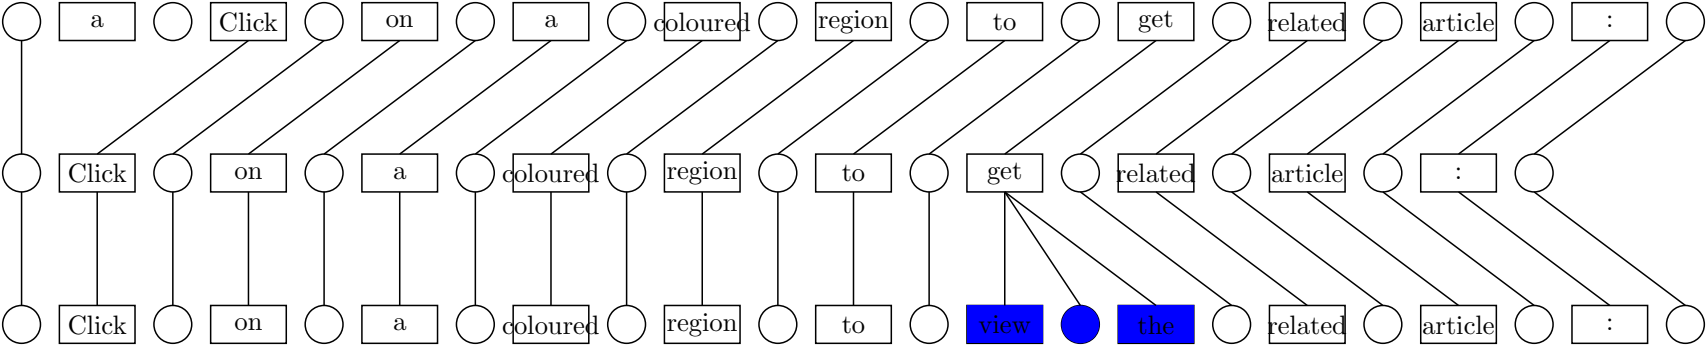 a Click on a coloured region to get related article :
Click on a coloured region to get related article :
Click on a coloured region to view the related article :